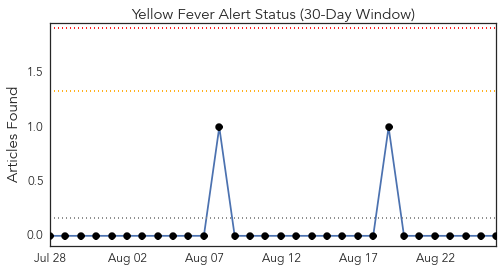 Yellow Fever Alert Status (30-Day Window)
Articles Found
1.5
1.0
0.5
0.0
Jul 28 Aug 02 Aug 07 Aug 12 Aug 17 Aug 22